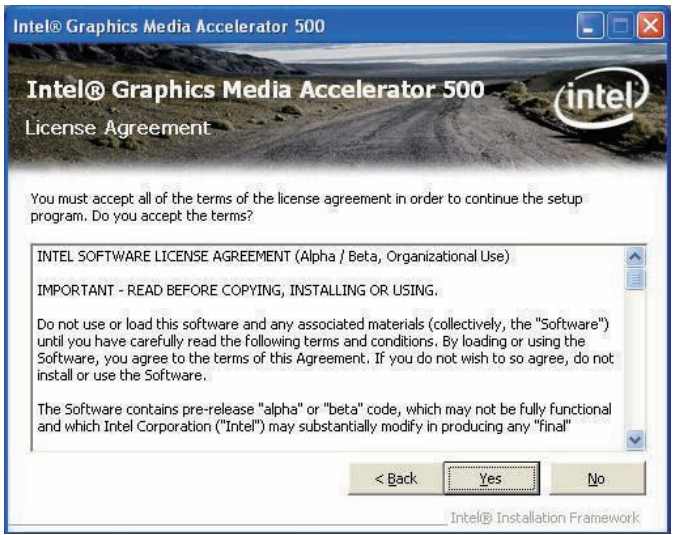 Intel® Graphics Media Accelerator 500
Intel® Graphics Media Accelerator 500
intel
License Agreement
You must accept all of the terms of the license agreement in order to continue the setup
program. Do you accept the terms?
INTEL SOFTWARE LICENSE AGREEMENT (Alpha / Beta, Organizational Use)
IMPORTANT - READ BEFORE COPYING, INSTALLING OR USING.
Do not use or load this software and any associated materials (collectively, the "Software")
until you have carefully read the following terms and conditions. By loading or using the
Software, you agree to the terms of this Agreement. If you do not wish to so agree, do not
install or use the Software.
The Software contains pre-release "alpha" or "beta" code, which may not be fully functional
and which Intel Corporation ("Intel") may substantially modify in producing any "final"
< Back
Yes
No
Intel® Installation Framework